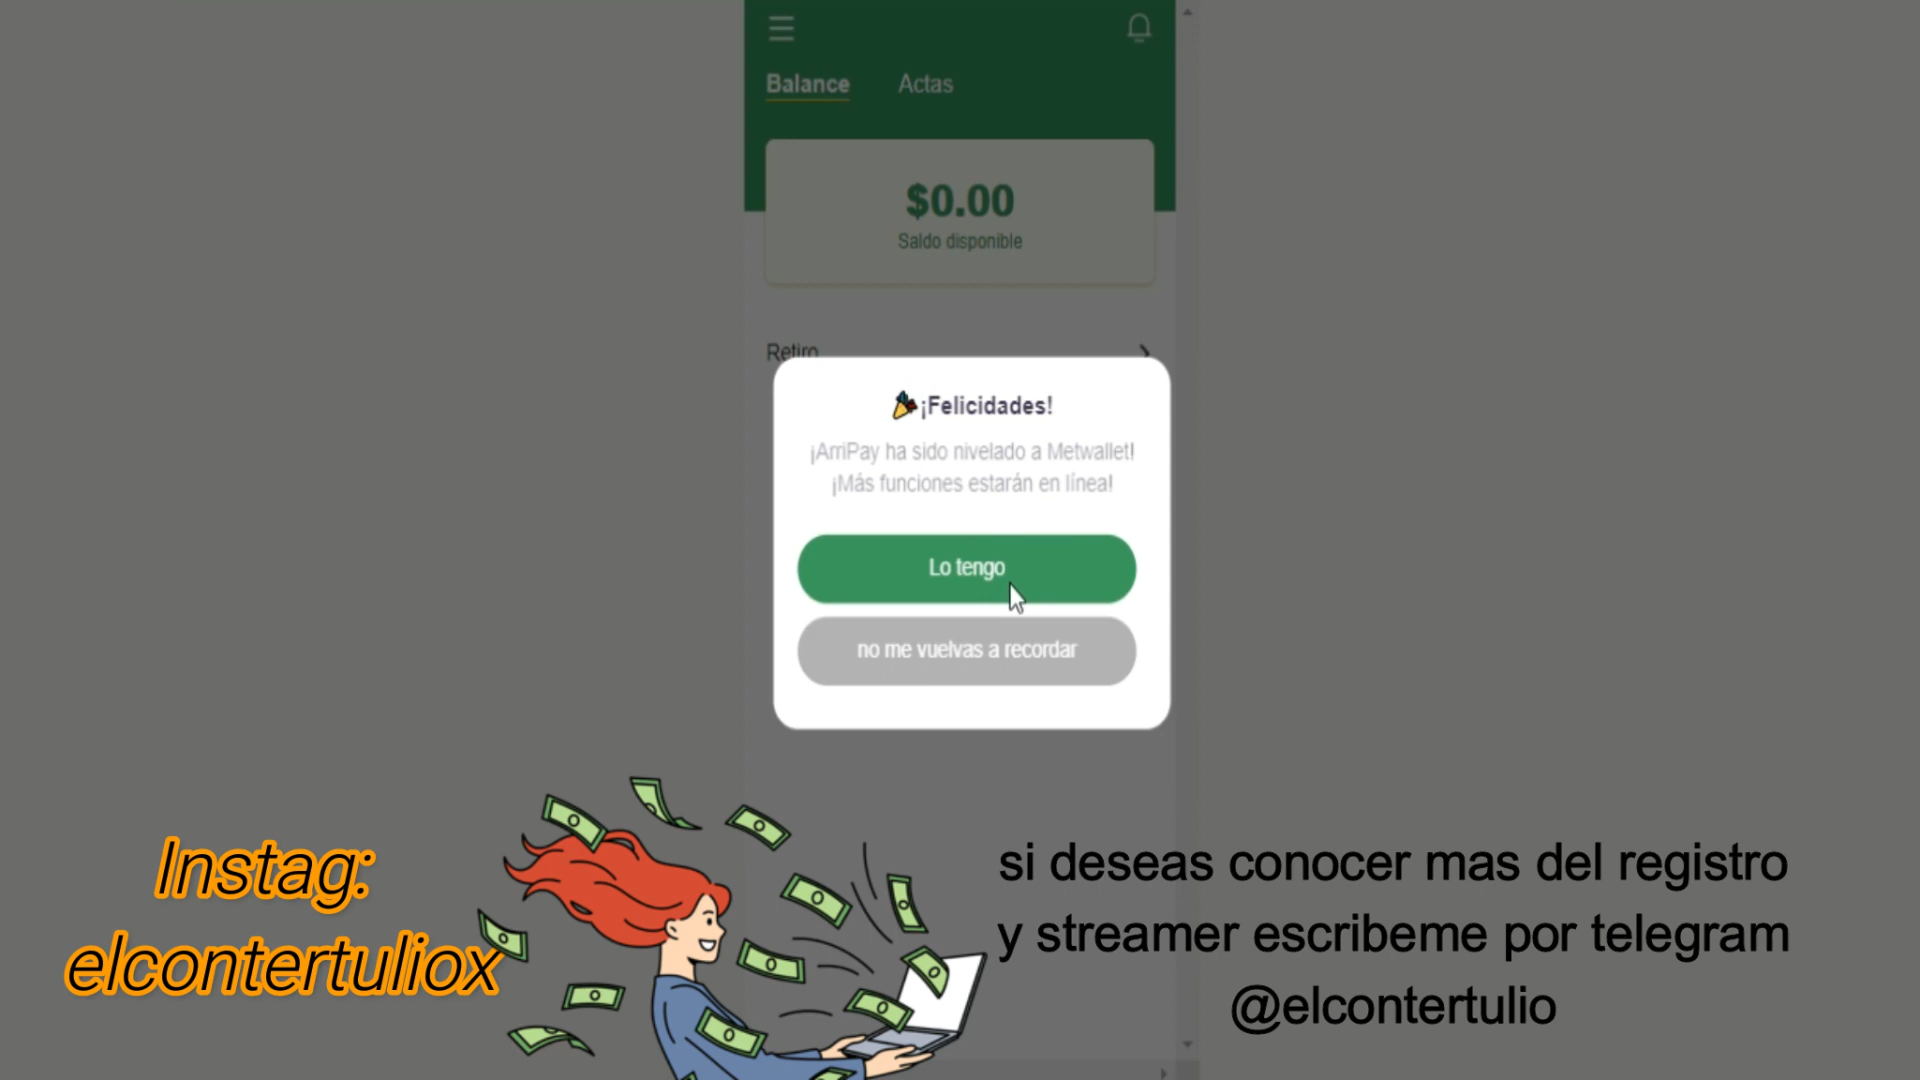 Balance
Actas
$0.00
Saldo disponible
Retiro
¡Felicidades!
¡ArriPay ha sido nivelado a Metwallet!
¡Más funciones estarán en línea!
Lo tengo
no me vuelvas a recordar
Instag:
elcontertuliox
si deseas conocer mas del registro
y streamer escribeme por telegram
@elcontertulio